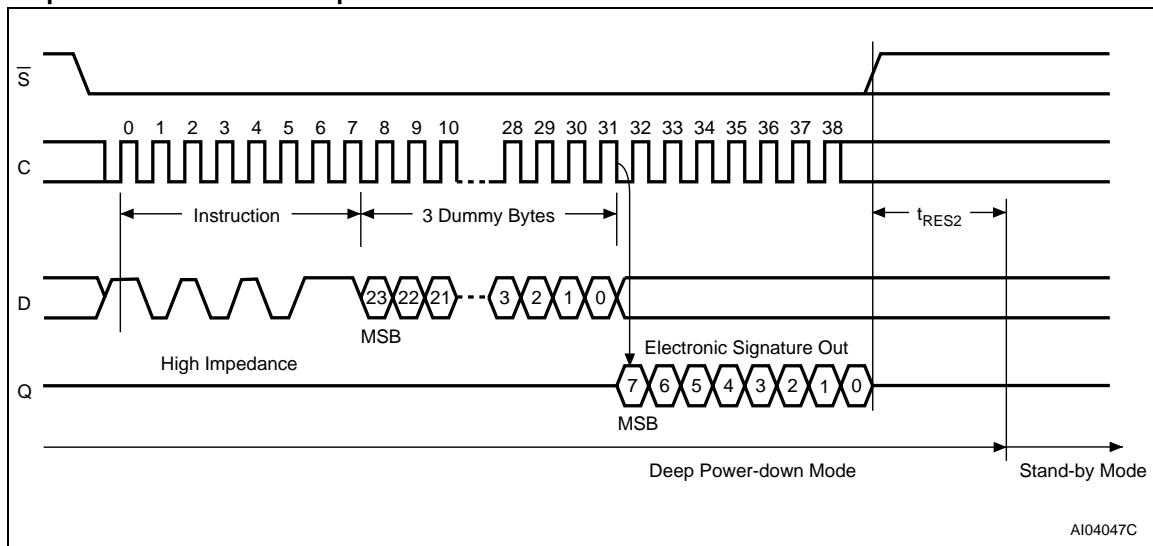 S
0 1 2 3 4 5 6 7 8 9 10 28 29 30 31 32 33 34 35 36 37 38
C
Instruction 3 Dummy Bytes tRES2
D 23 22 21 3 2 1 0
MSB
High Impedance Electronic Signature Out
Q 7 6 5 4 3 2 1 0
MSB
Deep Power-down Mode Stand-by Mode
AI04047C